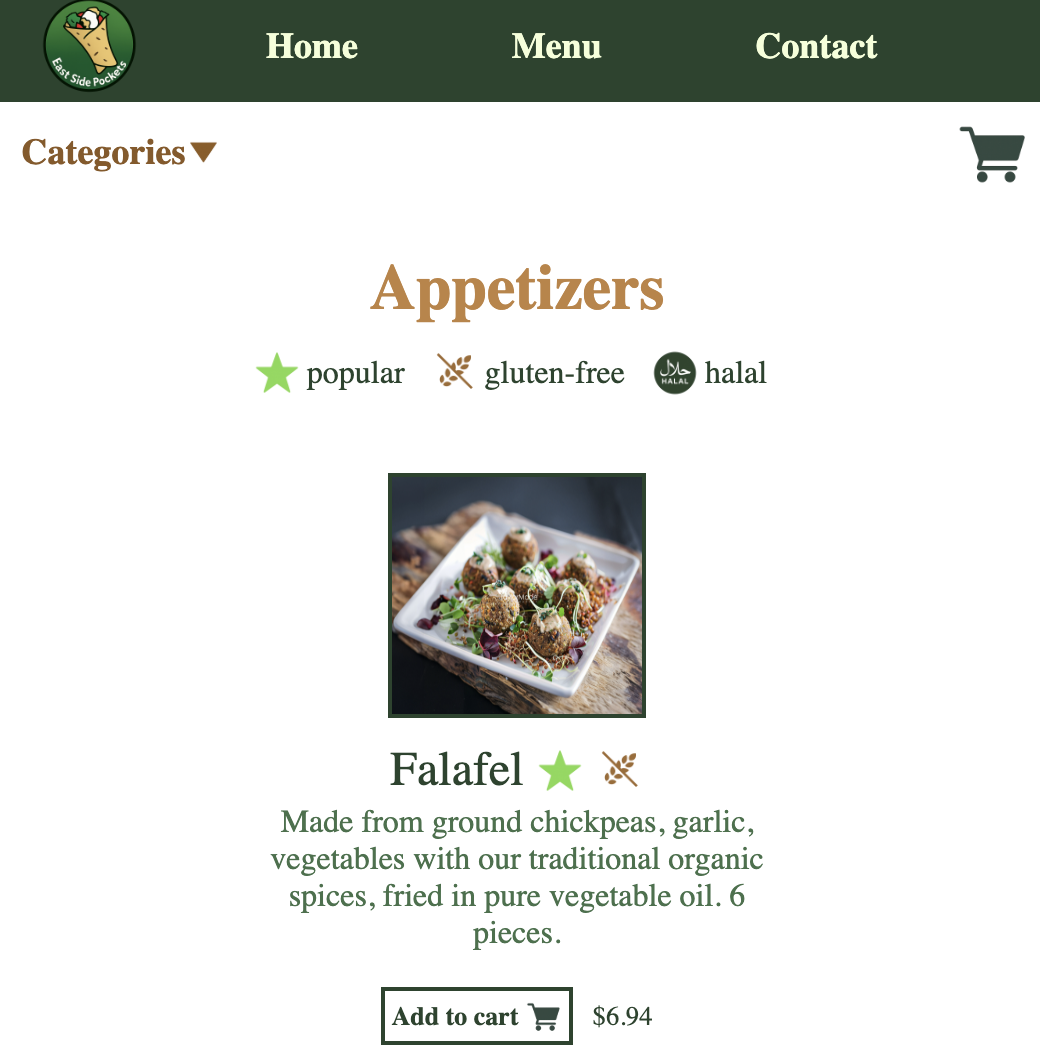 East Side Pockets
Home Menu Contact
Categories
Appetizers
popular gluten-free حلال HALAL halal
Falafel
Made from ground chickpeas, garlic,
vegetables with our traditional organic
spices, fried in pure vegetable oil. 6
pieces.
Add to cart $6.94